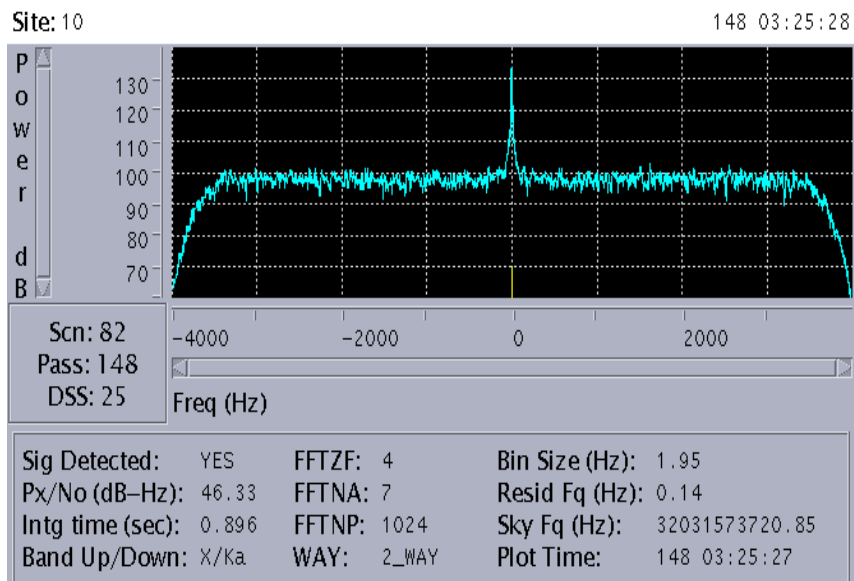 Site: 10 148 03:25:28
Power dB
130
120
110
100
90
80
70
-4000 -2000 0 2000
Freq (Hz)
Scn: 82
Pass: 148
DSS: 25
Sig Detected: YES FFTZF: 4 Bin Size (Hz): 1.95
Px/No (dB-Hz): 46.33 FFTNA: 7 Resid Fq (Hz): 0.14
Intg time (sec): 0.896 FFTNP: 1024 Sky Fq (Hz): 32031573720.85
Band Up/Down: X/Ka WAY: 2_WAY Plot Time: 148 03:25:27